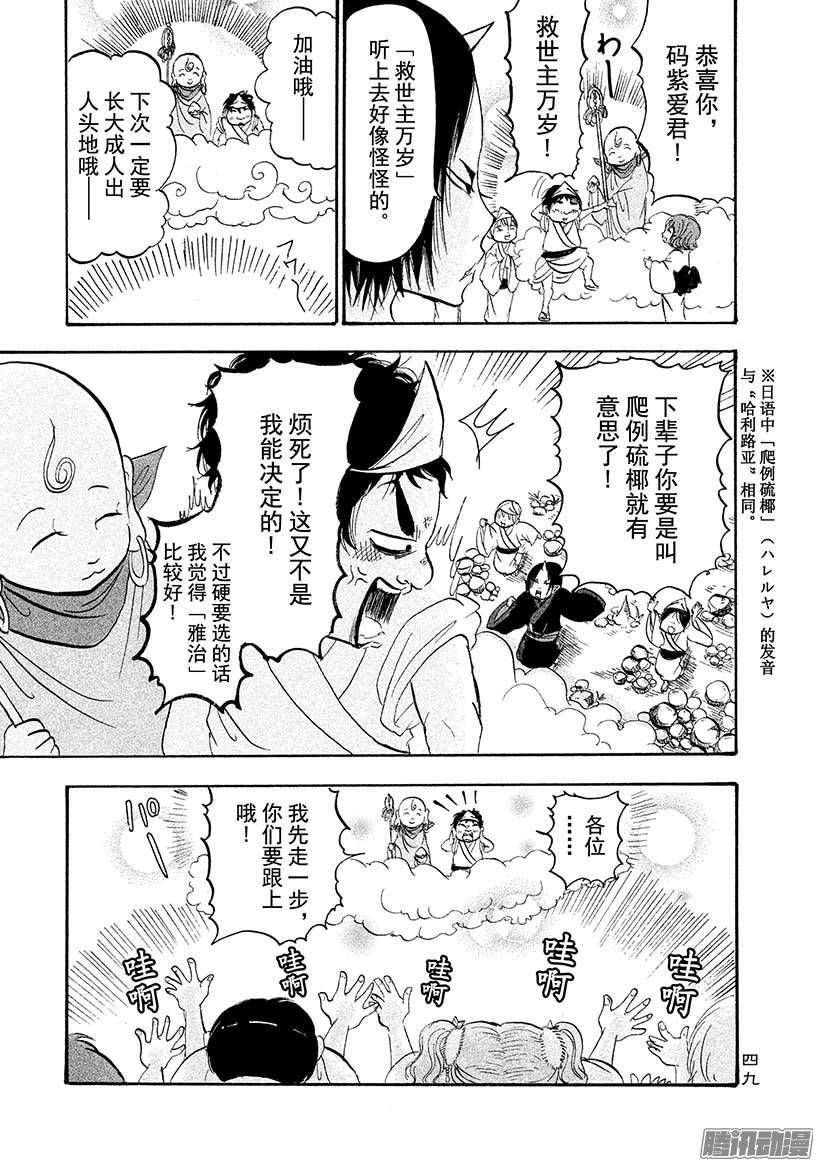 恭喜你，
码紫爱君！
わー
救世主万岁！
「救世主万岁」
听上去好像怪怪的。
加油哦——
下次一定要
长大成人出
人头地哦——
※日语中「爬例硫椰」（ハレルヤ）的发音
与“哈利路亚”相同。
下辈子你要是叫
爬例硫椰就有
意思了！
烦死了！这又不是
我能决定的！
不过硬要选的话
我觉得「雅治」
比较好！
各位
……
我先走一步，
你们要跟上
哦！
哇啊
哇啊
哇啊
哇啊
哇啊
四九
腾讯动漫